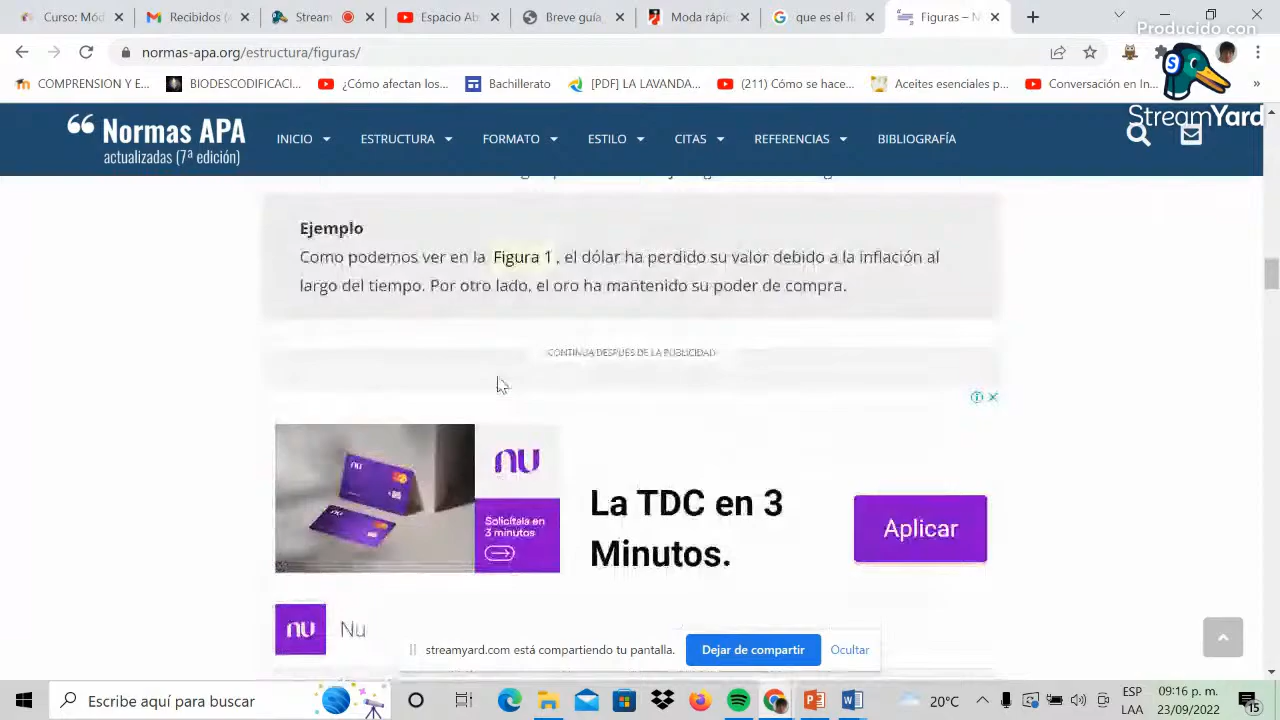 Recibidos (
Stream
Espacio Ab
Breve guía,
Moda rápic
que es el fl
Figuras – N
Producido con
normas-apa.org/estructura/figuras/
COMPRENSION Y E...
BIODESCODIFICACI...
¿Cómo afectan los...
Bachillerato
[PDF] LA LAVANDA...
(211) Cómo se hace...
Aceites esenciales p...
Conversación en In...
»
StreamYard
Normas APA
actualizadas (7ª edición)
INICIO
ESTRUCTURA
FORMATO
ESTILO
CITAS
REFERENCIAS
BIBLIOGRAFÍA
Ejemplo
Como podemos ver en la Figura 1 , el dólar ha perdido su valor debido a la inflación al
largo del tiempo. Por otro lado, el oro ha mantenido su poder de compra.
CONTINÚA DESPUÉS DE LA PUBLICIDAD
nu
Solicítala en
3 minutos
La TDC en 3
Minutos.
Aplicar
nu
Nu
streamyard.com está compartiendo tu pantalla.
Dejar de compartir
Ocultar
Escribe aquí para buscar
20°C
ESP
LAA
09:16 p. m.
23/09/2022
15